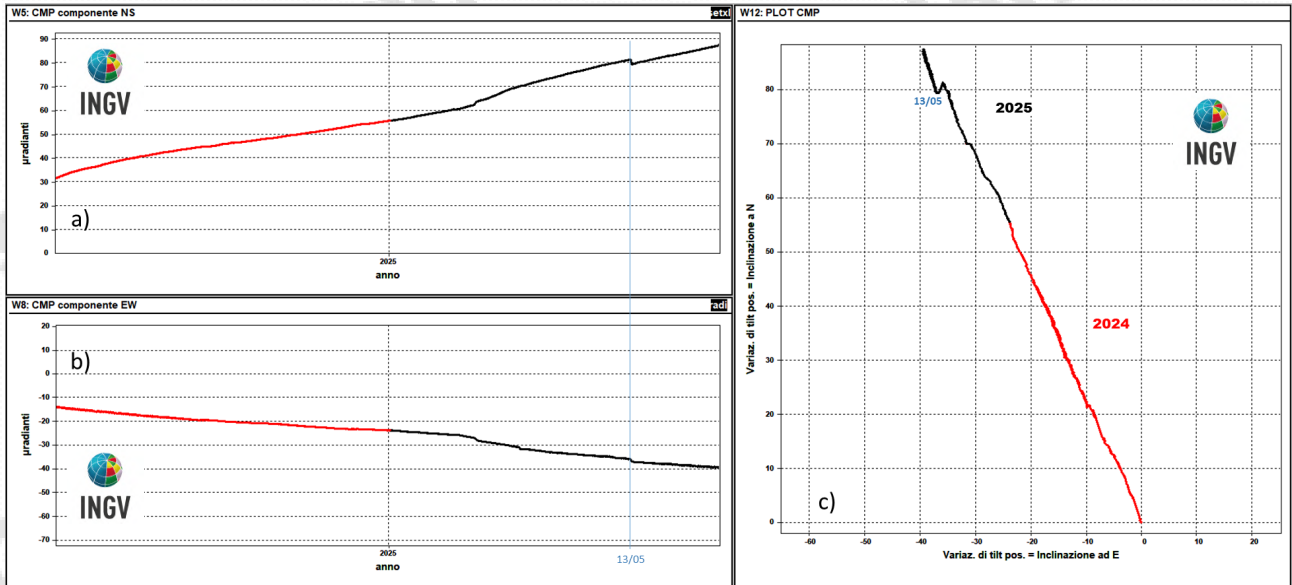 W5: CMP componente NS
setxl
90
80
70
60
50
40
30
20
10
0
µradianti
INGV
a)
2025
anno
W8: CMP componente EW
radi
20
10
0
-10
-20
-30
-40
-50
-60
-70
µradianti
b)
INGV
2025
anno
13/05
W12: PLOT CMP
80
70
60
50
40
30
20
10
0
Variaz. di tilt pos. = Inclinazione a N
13/05
2025
INGV
2024
c)
-60
-50
-40
-30
-20
-10
0
10
20
Variaz. di tilt pos. = Inclinazione ad E